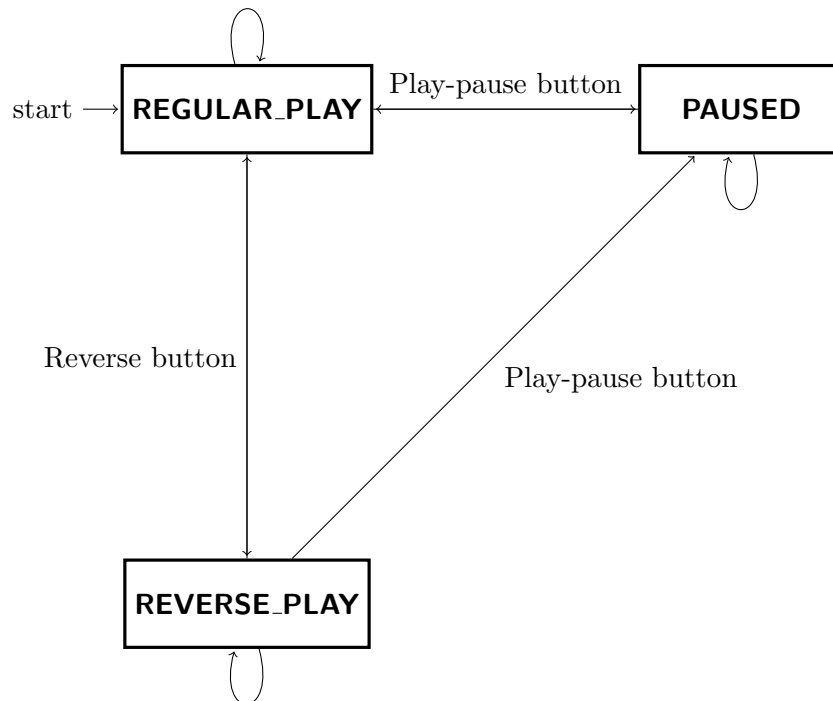 Play-pause button
start
REGULAR_PLAY
PAUSED
Reverse button
Play-pause button
REVERSE_PLAY